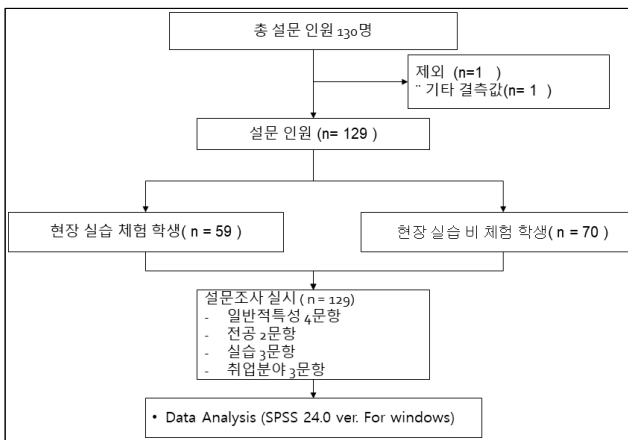 총 설문 인원 130명
제외 (n=1 )
¨ 기타 결측값(n= 1 )
설문 인원 (n= 129 )
현장 실습 체험 학생( n = 59 )
현장 실습 비 체험 학생( n = 70 )
설문조사 실시 ( n = 129)
- 일반적특성 4문항
- 전공 2문항
- 실습 3문항
- 취업분야 3문항
• Data Analysis (SPSS 24.0 ver. For windows)